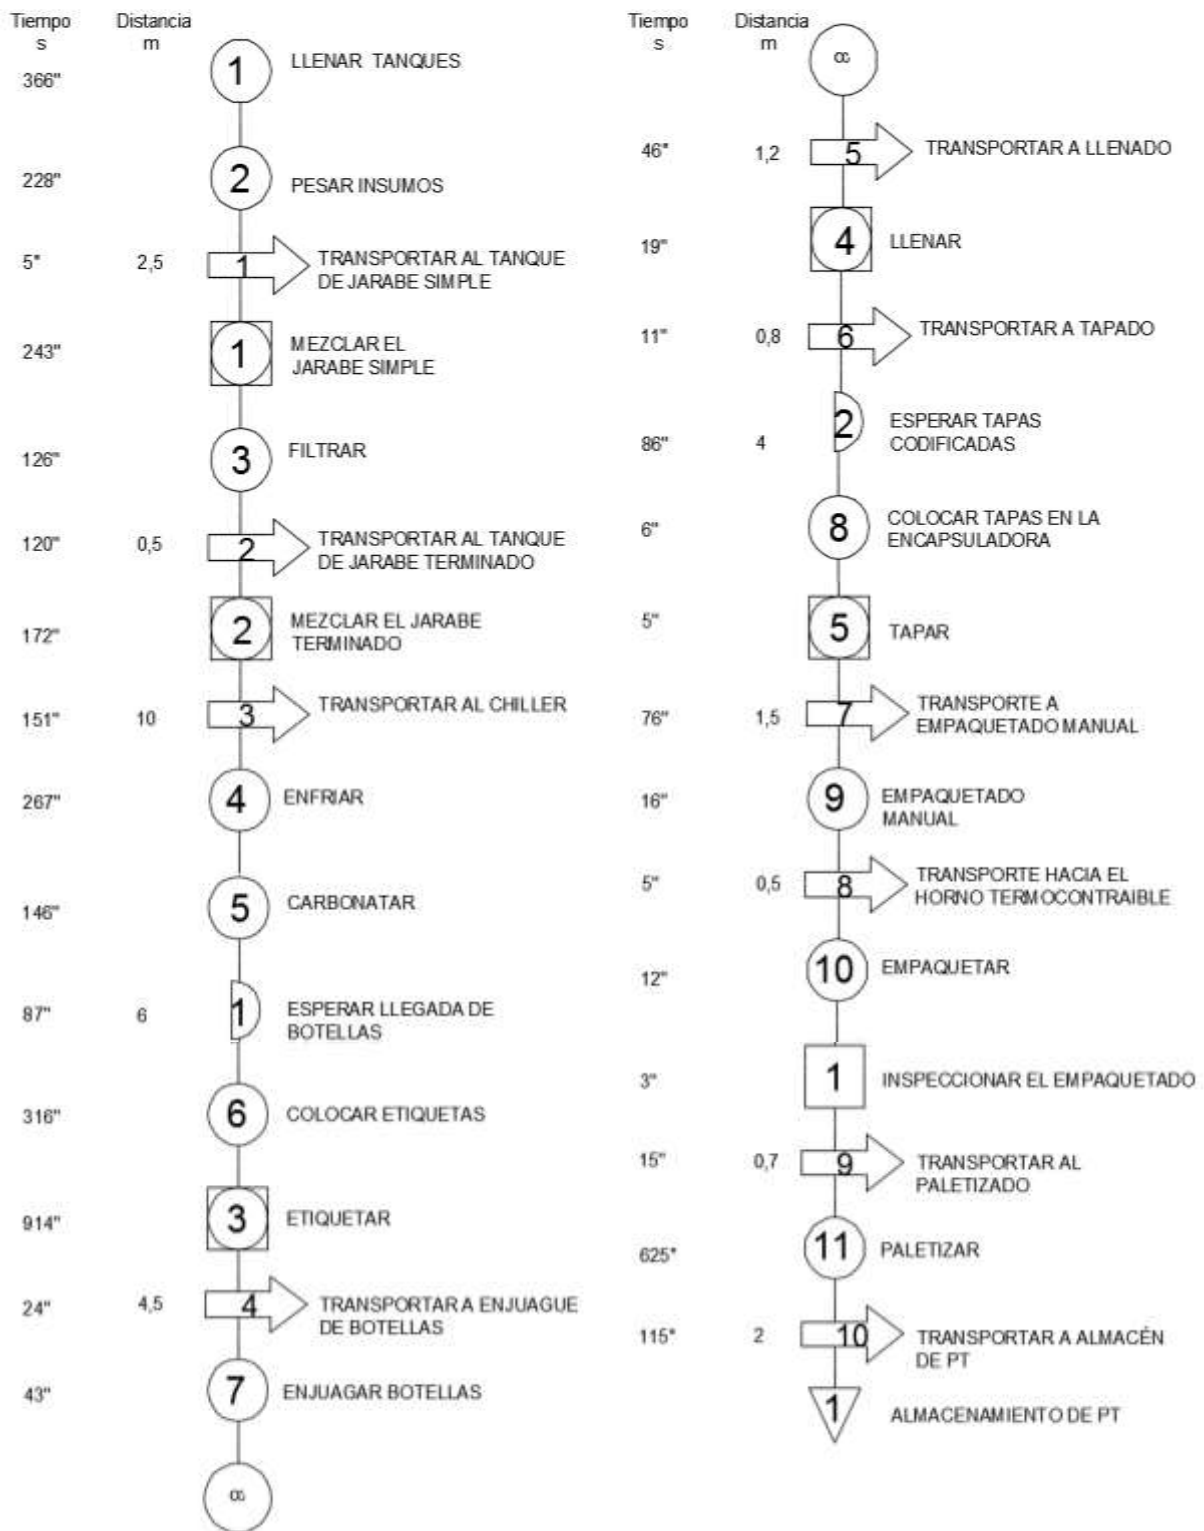 Tiempo Distancia
s m
366" 1 LLENAR TANQUES
228" 2 PESAR INSUMOS
5" 2,5 1 TRANSPORTAR AL TANQUE
DE JARABE SIMPLE
243" 1 MEZCLAR EL
JARABE SIMPLE
126" 3 FILTRAR
120" 0,5 2 TRANSPORTAR AL TANQUE
DE JARABE TERMINADO
172" 2 MEZCLAR EL JARABE
TERMINADO
151" 10 3 TRANSPORTAR AL CHILLER
267" 4 ENFRIAR
146" 5 CARBONATAR
87" 6 1 ESPERAR LLEGADA DE
BOTELLAS
316" 6 COLOCAR ETIQUETAS
914" 3 ETIQUETAR
24" 4,5 4 TRANSPORTAR A ENJUAGUE
DE BOTELLAS
43" 7 ENJUAGAR BOTELLAS
α
Tiempo Distancia
s m
α
46" 1,2 5 TRANSPORTAR A LLENADO
19" 4 LLENAR
11" 0,8 6 TRANSPORTAR A TAPADO
86" 4 2 ESPERAR TAPAS
CODIFICADAS
6" 8 COLOCAR TAPAS EN LA
ENCAPSULADORA
5" 5 TAPAR
76" 1,5 7 TRANSPORTE A
EMPAQUETADO MANUAL
16" 9 EMPAQUETADO
MANUAL
5" 0,5 8 TRANSPORTE HACIA EL
HORNO TERMOCONTRAIBLE
12" 10 EMPAQUETAR
3" 1 INSPECCIONAR EL EMPAQUETADO
15" 0,7 9 TRANSPORTAR AL
PALETIZADO
625" 11 PALETIZAR
115" 2 10 TRANSPORTAR A ALMACÉN
DE PT
1 ALMACENAMIENTO DE PT